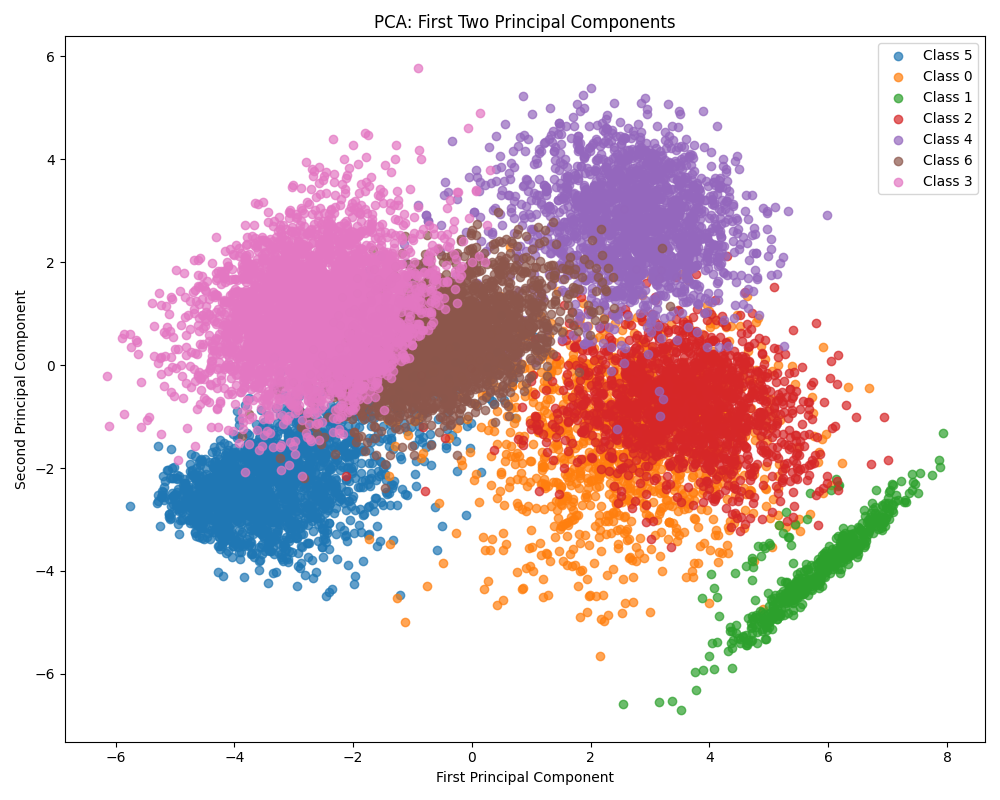 PCA: First Two Principal Components
Class 5
Class 0
Class 1
Class 2
Class 4
Class 6
Class 3
6
4
2
0
−2
−4
−6
Second Principal Component
−6
−4
−2
0
2
4
6
8
First Principal Component